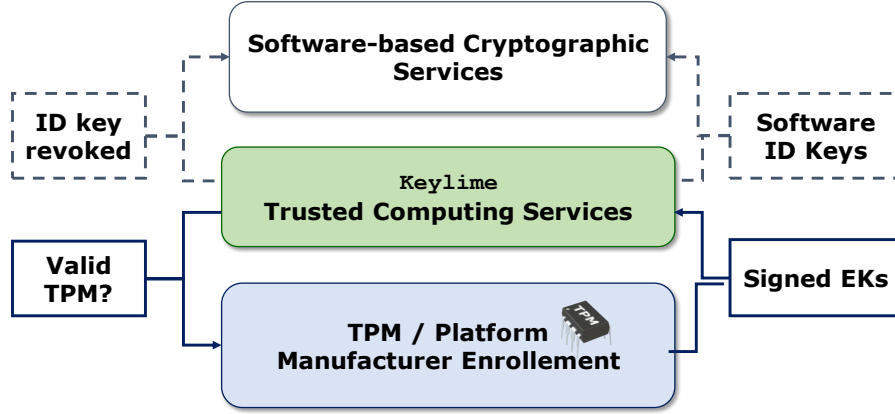 Software-based Cryptographic
Services
ID key
revoked
Software
ID Keys
Keylime
Trusted Computing Services
Valid
TPM?
Signed EKs
TPM
TPM / Platform
Manufacturer Enrollement